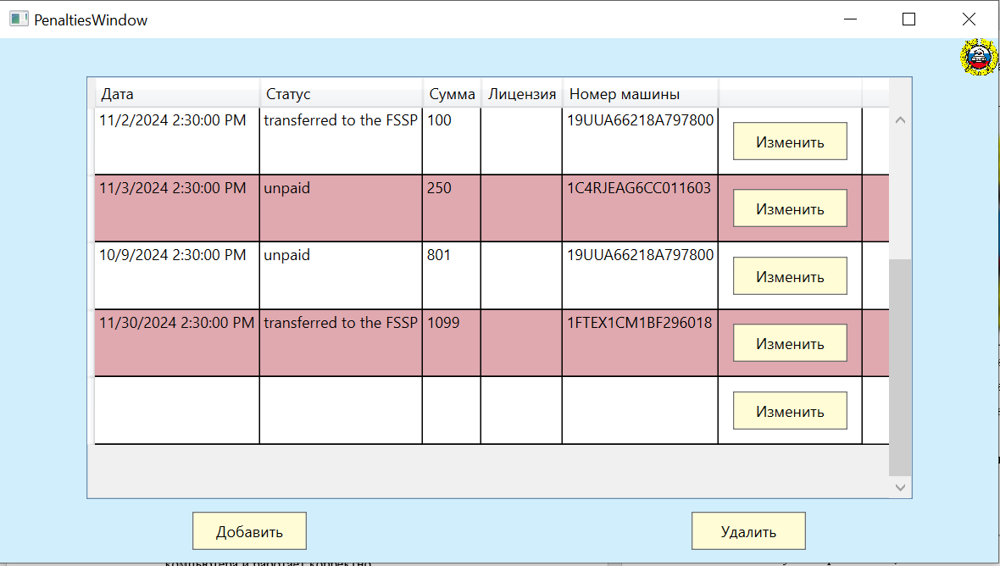 PenaltiesWindow
Дата Статус Сумма Лицензия Номер машины
11/2/2024 2:30:00 PM transferred to the FSSP 100 19UUA66218A797800 Изменить
11/3/2024 2:30:00 PM unpaid 250 1C4RJEAG6CC011603 Изменить
10/9/2024 2:30:00 PM unpaid 801 19UUA66218A797800 Изменить
11/30/2024 2:30:00 PM transferred to the FSSP 1099 1FTEX1CM1BF296018 Изменить
Изменить
Добавить Удалить
компьютера и работает корректно